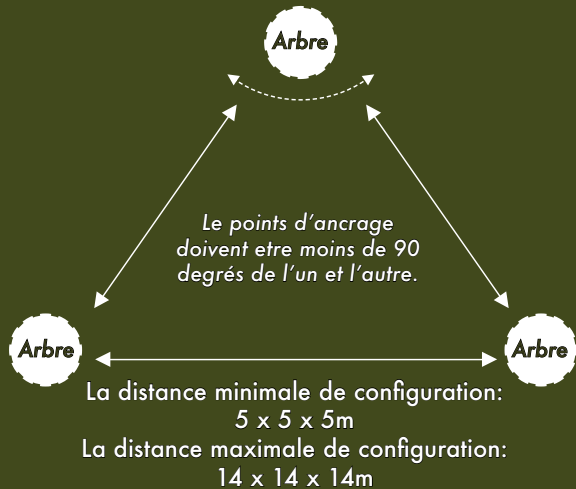 Arbre
Le points d'ancrage
doivent etre moins de 90
degrés de l'un et l'autre.
Arbre
Arbre
La distance minimale de configuration:
5 x 5 x 5m
La distance maximale de configuration:
14 x 14 x 14m